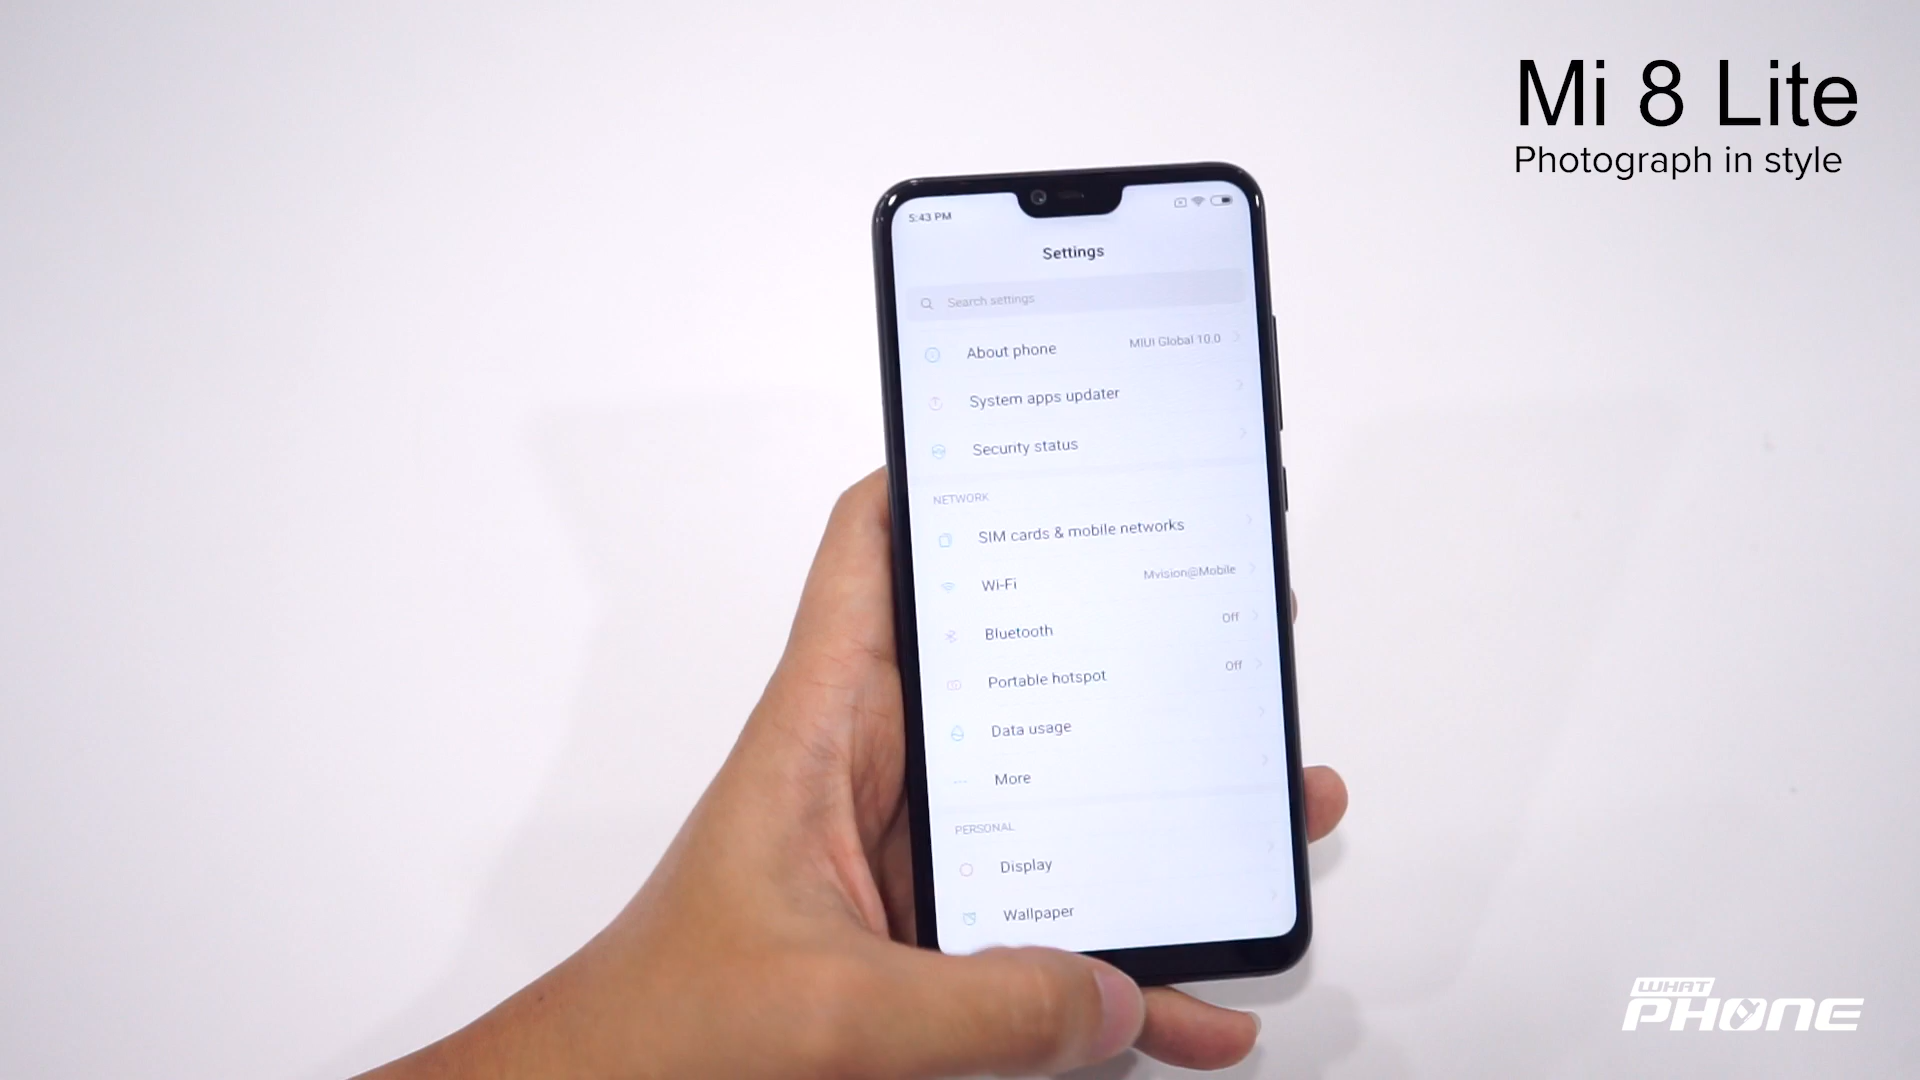 Mi 8 Lite
Photograph in style
5:43 PM
Settings
Search settings
About phone MIUI Global 10.0
System apps updater
Security status
NETWORK
SIM cards & mobile networks
Wi-Fi Mvision@Mobile
Bluetooth Off
Portable hotspot Off
Data usage
More
PERSONAL
Display
Wallpaper
WHAT
PHONE